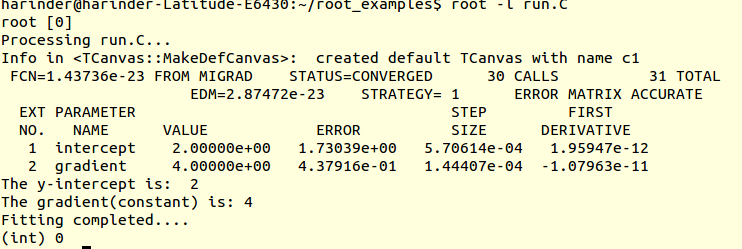 harinder@harinder-Latitude-E6430:~/root_examples$ root -l run.C
root [0]
Processing run.C...
Info in <TCanvas::MakeDefCanvas>:  created default TCanvas with name c1
 FCN=1.43736e-23 FROM MIGRAD    STATUS=CONVERGED      30 CALLS          31 TOTAL
                     EDM=2.87472e-23    STRATEGY= 1      ERROR MATRIX ACCURATE
  EXT PARAMETER                                   STEP         FIRST
  NO.   NAME      VALUE            ERROR          SIZE      DERIVATIVE
   1  intercept    2.00000e+00   1.73039e+00   5.70614e-04   1.95947e-12
   2  gradient     4.00000e+00   4.37916e-01   1.44407e-04  -1.07963e-11
The y-intercept is:  2
The gradient(constant) is: 4
Fitting completed....
(int) 0